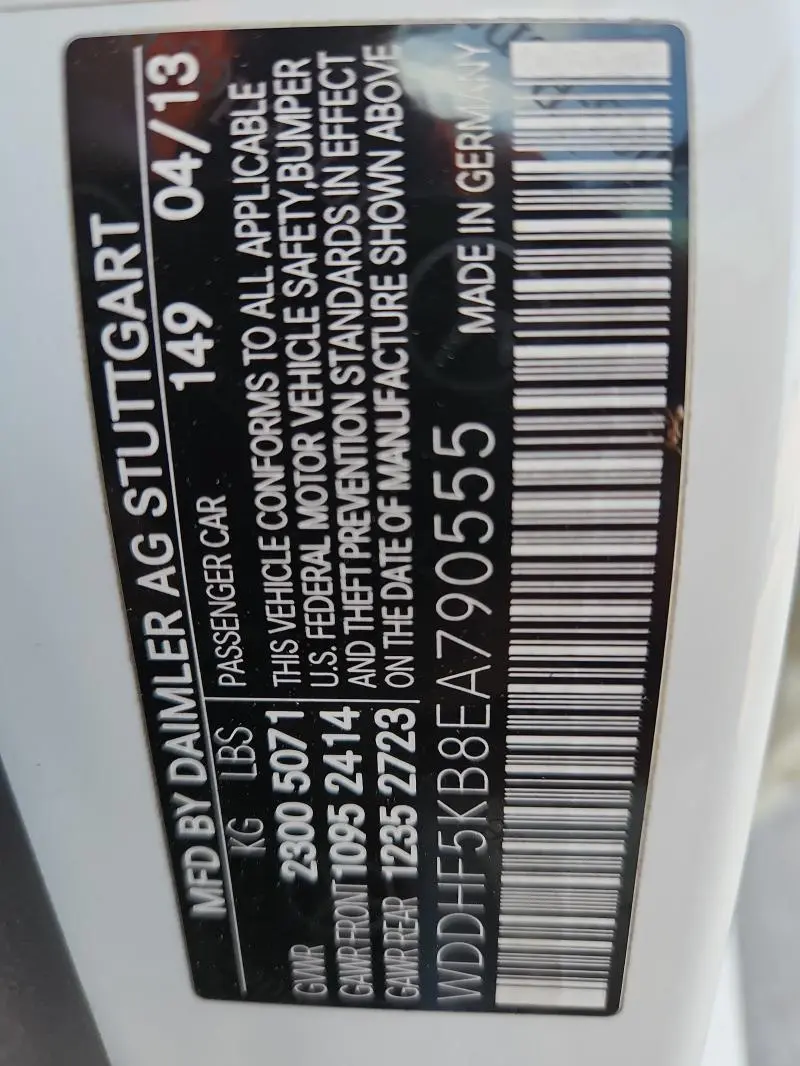 MFD BY DAIMLER AG STUTTGART
149 04/13
KG LBS PASSENGER CAR
GVWR 2300 5071 THIS VEHICLE CONFORMS TO ALL APPLICABLE
U.S. FEDERAL MOTOR VEHICLE SAFETY,BUMPER
GAWR FRONT 1095 2414 AND THEFT PREVENTION STANDARDS IN EFFECT
GAWR REAR 1235 2723 ON THE DATE OF MANUFACTURE SHOWN ABOVE
WDDHF5KB8EA790555 MADE IN GERMANY